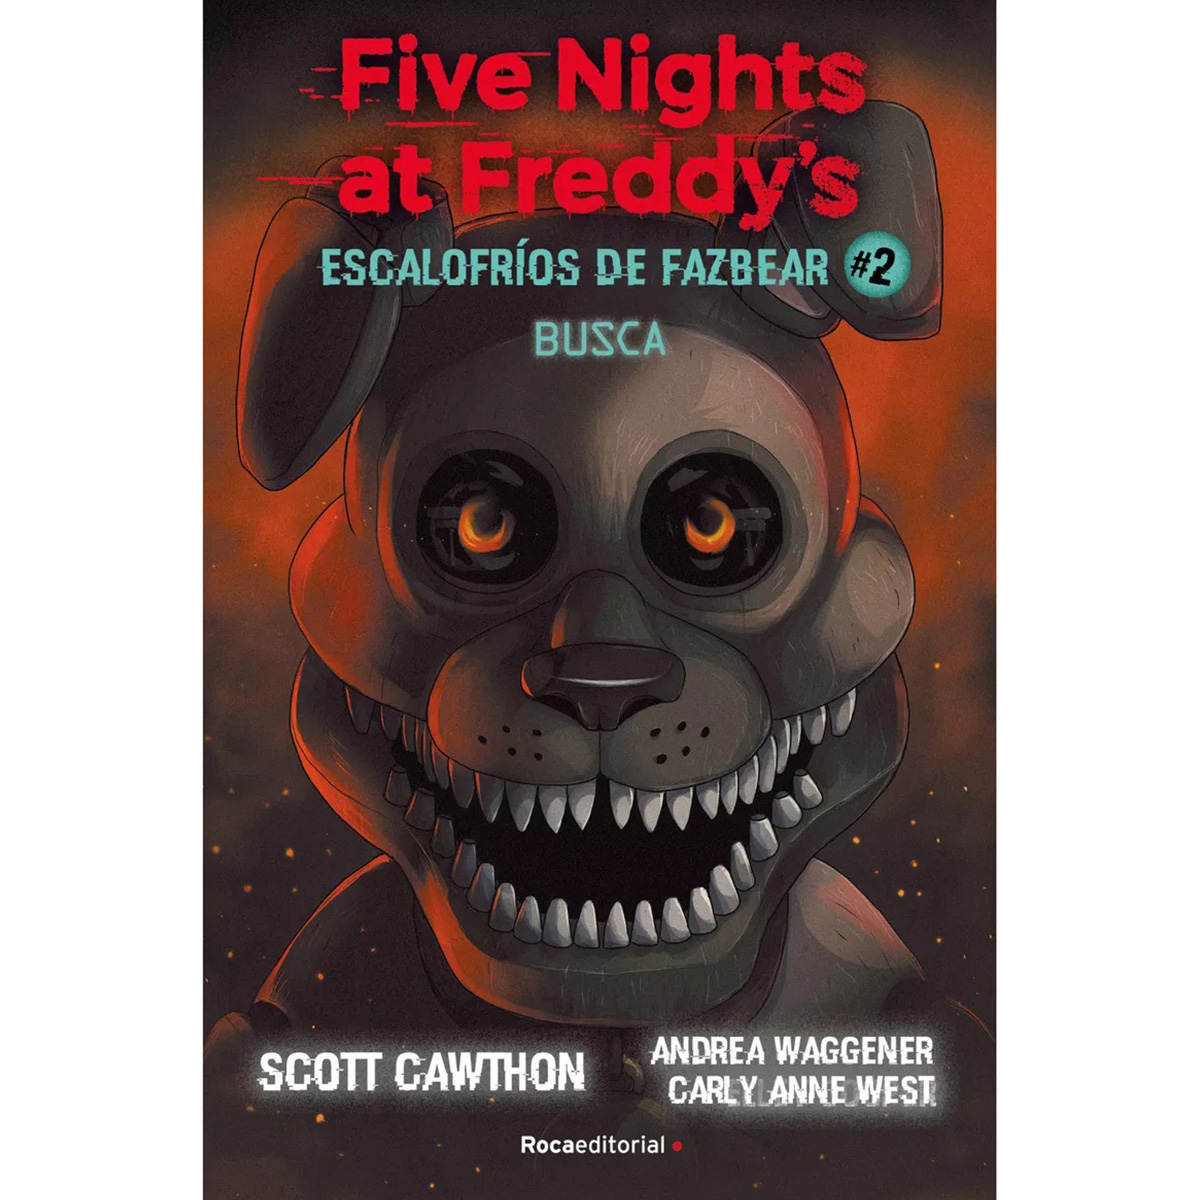 Five Nights
at Freddy's
ESCALOFRÍOS DE FAZBEAR #2
BUSCA
SCOTT CAWTHON
ANDREA WAGGENER
CARLY ANNE WEST
Rocaeditorial